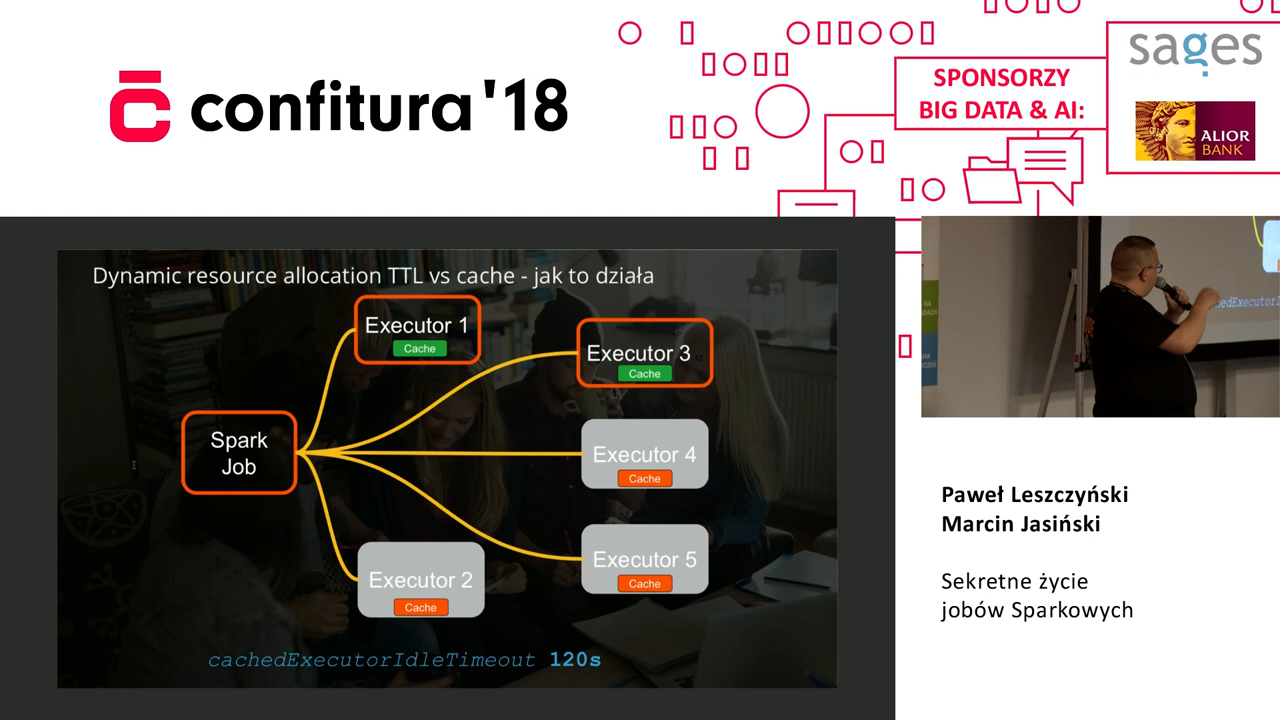 confitura '18
SPONSORZY
BIG DATA & AI:
sages
ALIOR
BANK
Dynamic resource allocation TTL vs cache - jak to działa
Executor 1
Cache
Executor 3
Cache
Spark
Job
Executor 4
Cache
Executor 5
Cache
Executor 2
Cache
cachedExecutorIdleTimeout 120s
Paweł Leszczyński
Marcin Jasiński
Sekretne życie
jobów Sparkowych